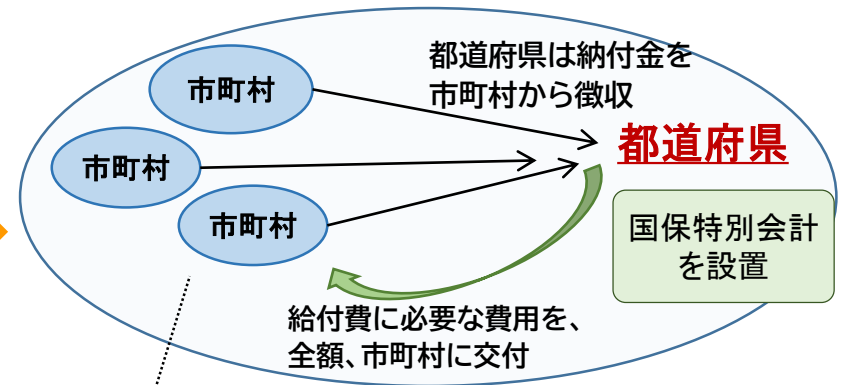 都道府県は納付金を
市町村から徴収
市町村
市町村
市町村
都道府県
国保特別会計
を設置
給付費に必要な費用を、
全額、市町村に交付